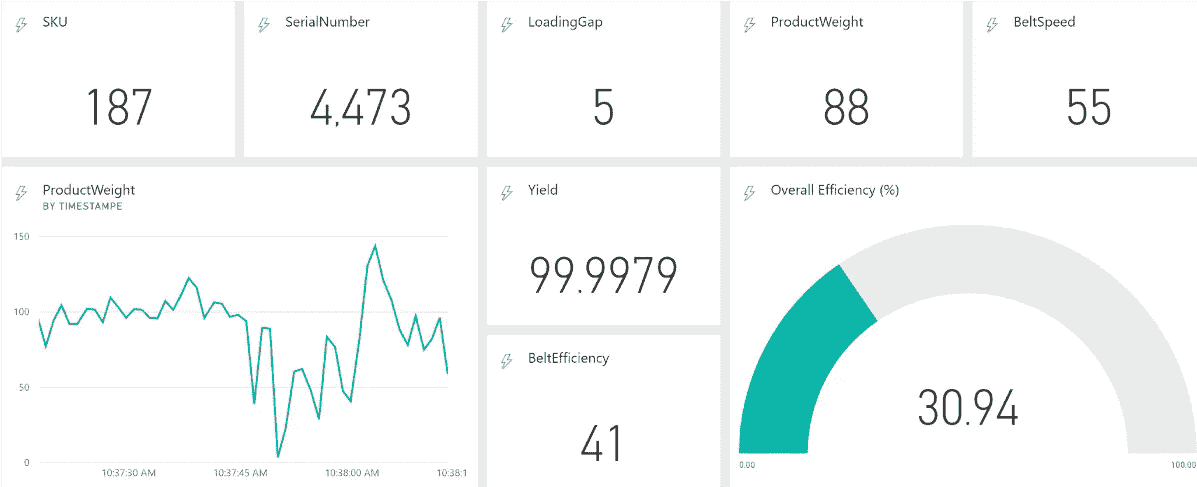 SKU
187
SerialNumber
4,473
LoadingGap
5
ProductWeight
88
BeltSpeed
55
ProductWeight
BY TIMESTAMPE
150
100
50
0
10:37:30 AM
10:37:45 AM
10:38:00 AM
10:38:1
Yield
99.9979
BeltEfficiency
41
Overall Efficiency (%)
30.94
0.00
100.00